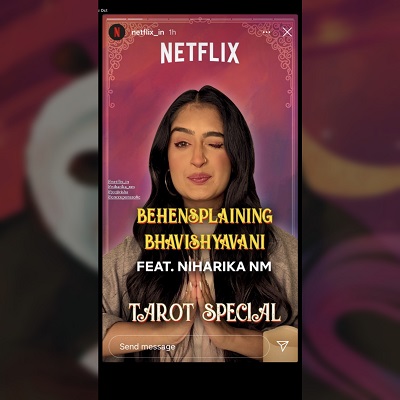 netflix_in 1h
NETFLIX
BEHENSPLAINING
BHAVISHYAVANI
FEAT. NIHARIKA NM
TAROT SPECIAL
Send message